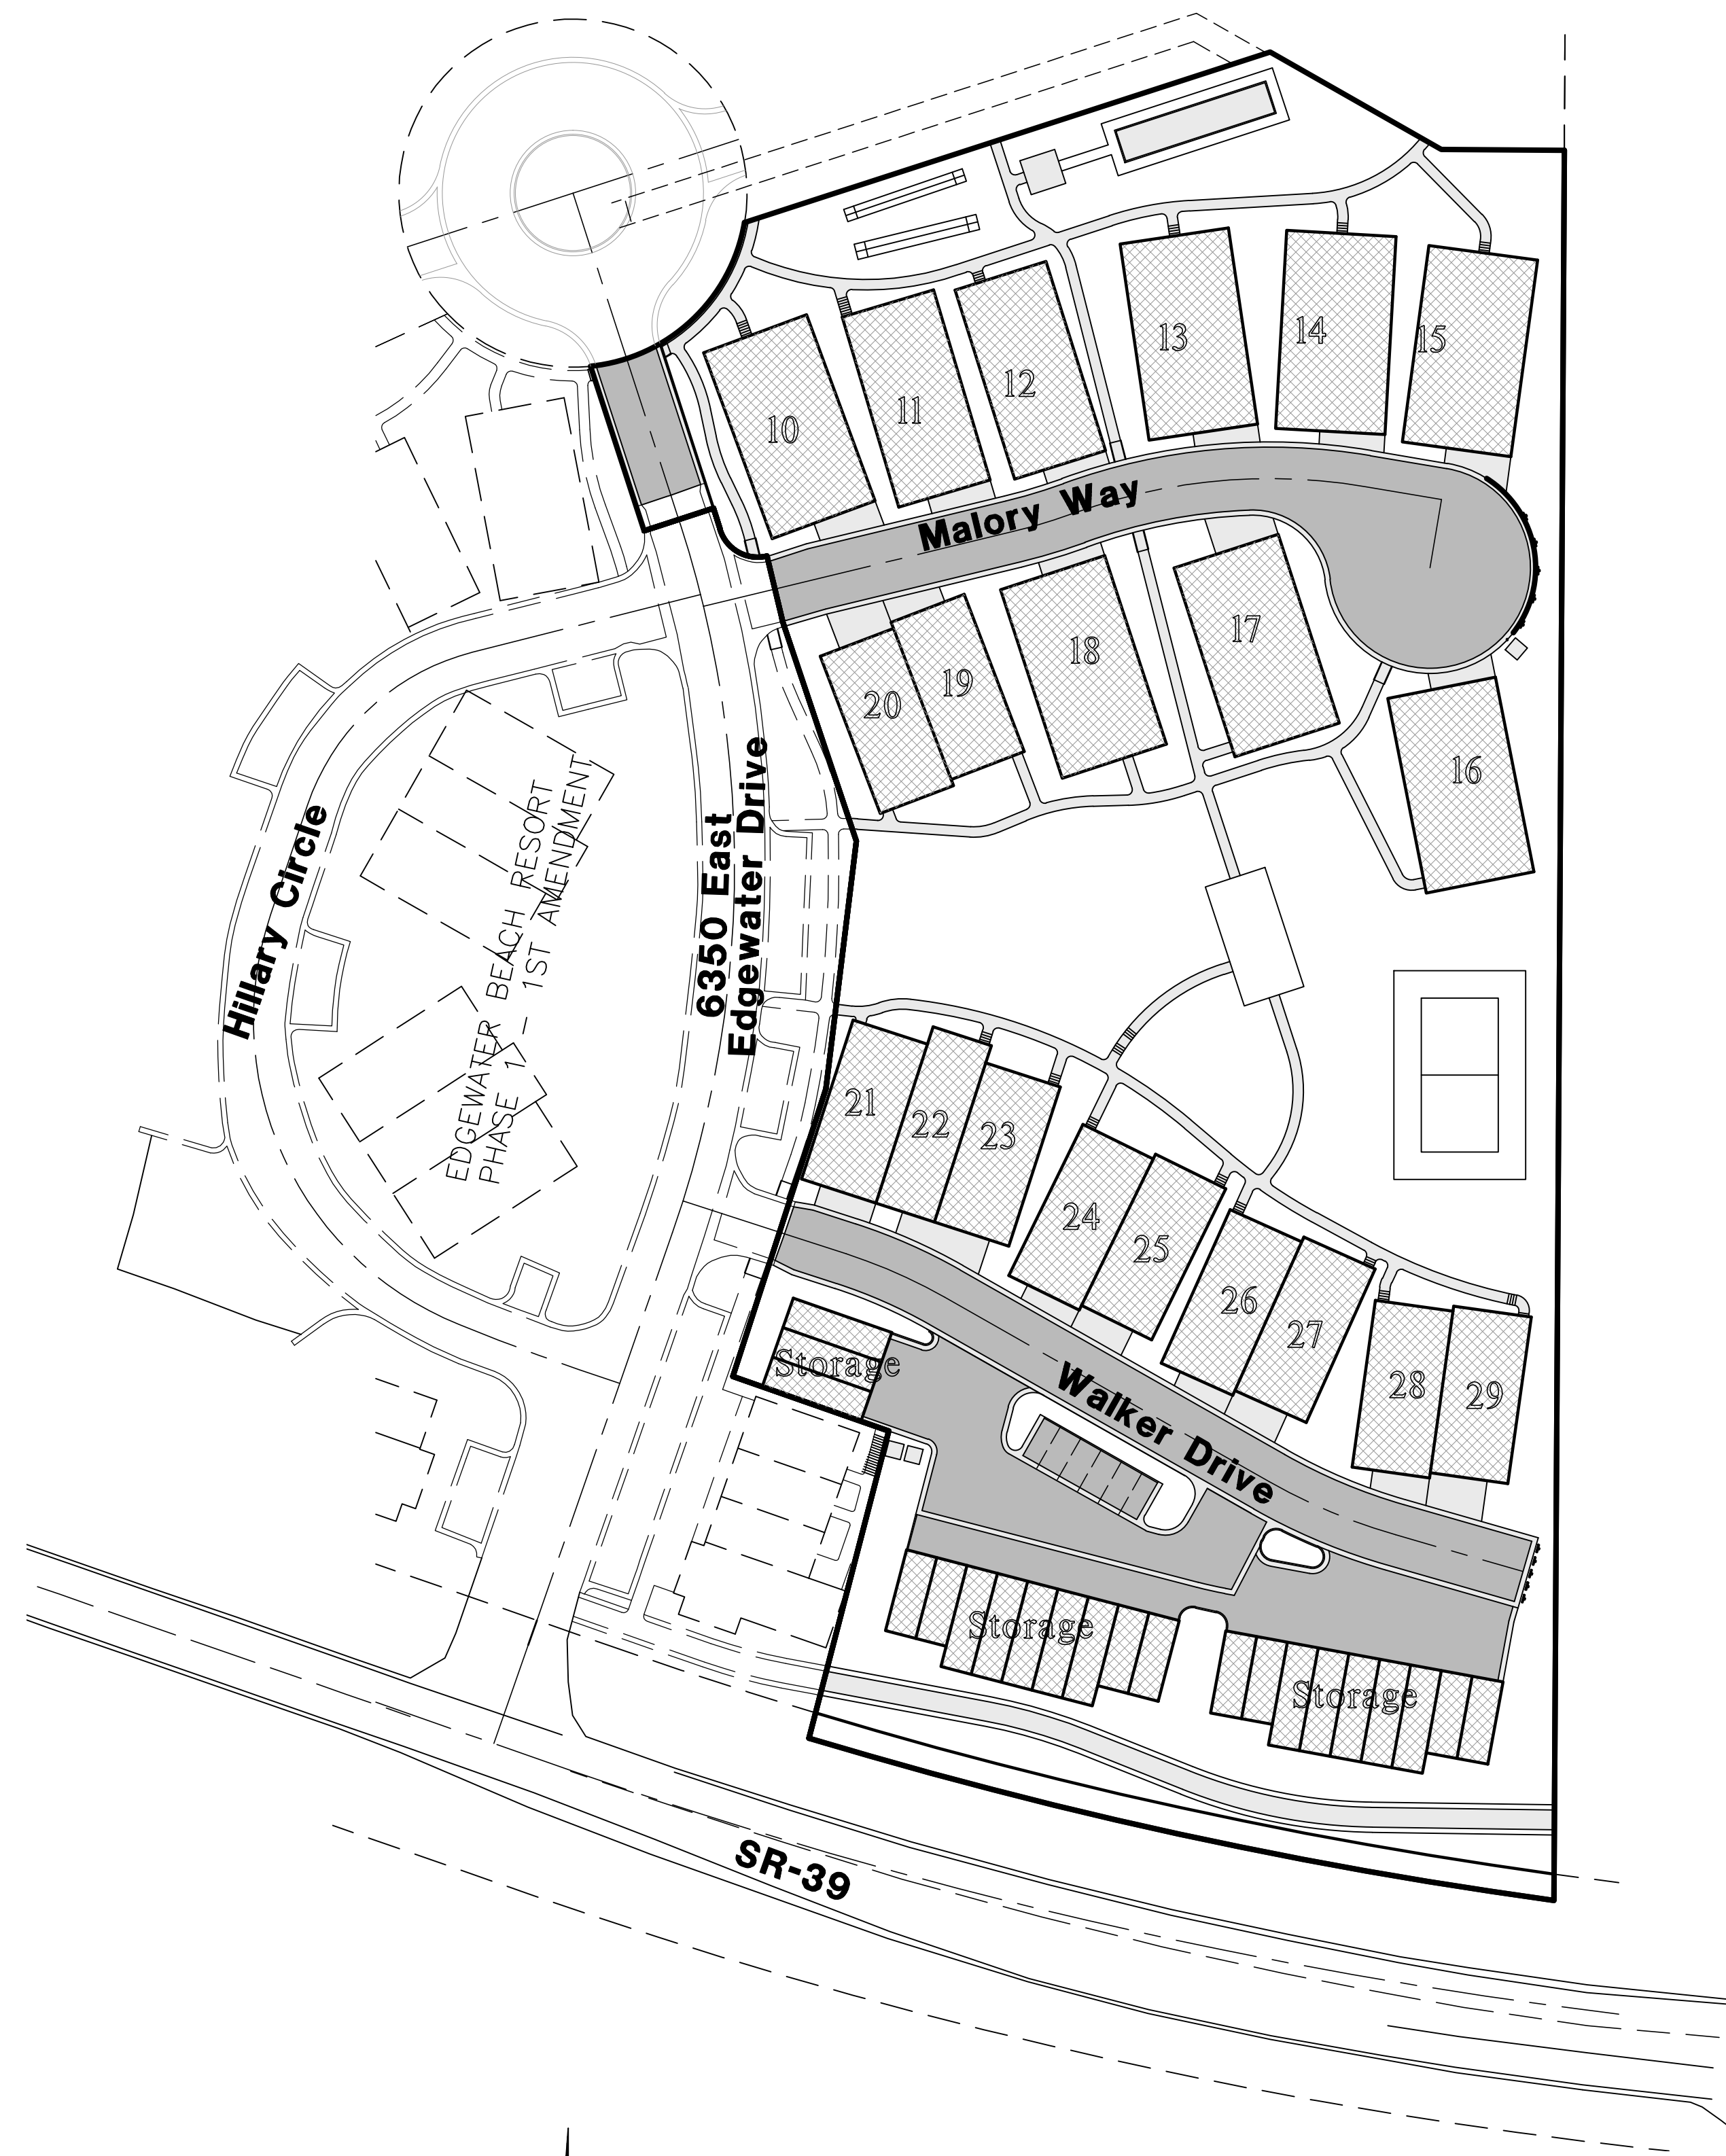 13
14
15
12
11
10
Malory Way
17
18
19
20
16
Hillary Circle
6350 East
Edgewater Drive
EDGEWATER BEACH RESORT
PHASE 1 - 1ST AMENDMENT
21
22
23
24
25
26
27
28
29
Storage
Walker Drive
Storage
Storage
SR-39